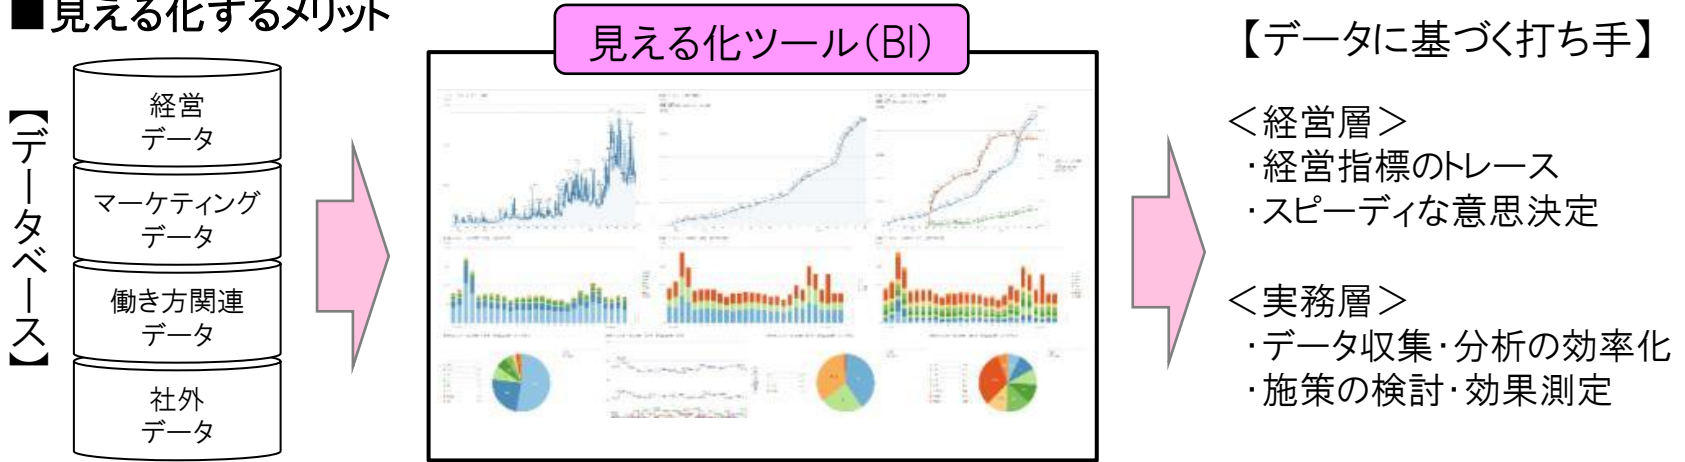 ■見える化するメリット
【データベース】
経営
データ
マーケティング
データ
働き方関連
データ
社外
データ
見える化ツール(BI)
【データに基づく打ち手】
<経営層>
・経営指標のトレース
・スピーディな意思決定
<実務層>
・データ収集・分析の効率化
・施策の検討・効果測定